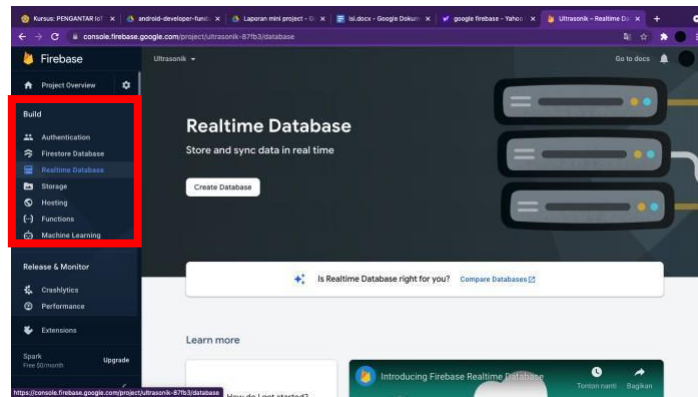 Kursus: PENGANTAR IoT
android-developer-fund
Laporan mini project - G
isi.docx - Google Dokum
google firebase - Yahoo
Ultrasonik – Realtime Da
console.firebase.google.com/project/ultrasonik-87fb3/database
Firebase
Ultrasonik
Go to docs
Project Overview
Build
Authentication
Firestore Database
Realtime Database
Storage
Hosting
Functions
Machine Learning
Realtime Database
Store and sync data in real time
Create Database
Release & Monitor
Crashlytics
Performance
Extensions
Is Realtime Database right for you? Compare Databases
Learn more
Spark
Free $0/month
Upgrade
How do I get started?
Introducing Firebase Realtime Database
Tonton nanti
Bagikan
https://console.firebase.google.com/project/ultrasonik-87fb3/database